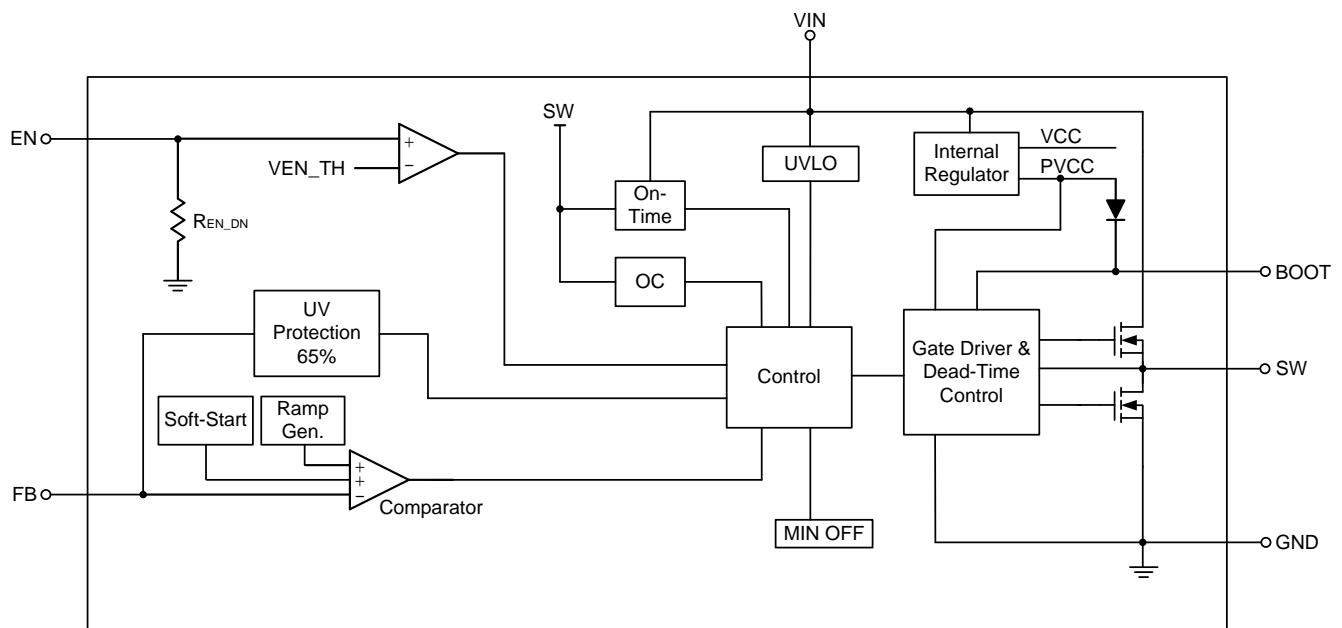 VIN
EN
SW
+
−
VEN_TH
UVLO
Internal
Regulator
VCC
PVCC
On-
Time
REN_DN
OC
BOOT
UV
Protection
65%
Control
Gate Driver &
Dead-Time
Control
SW
Soft-Start
Ramp
Gen.
+
+
−
FB
Comparator
MIN OFF
GND